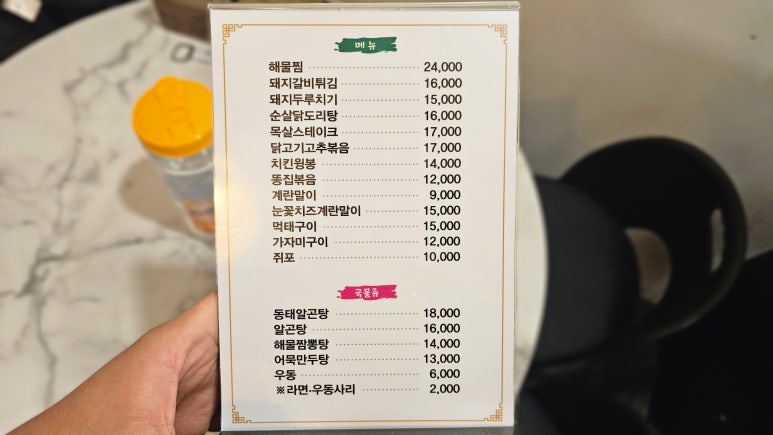 메뉴
해물찜 24,000
돼지갈비튀김 16,000
돼지두루치기 15,000
순살닭도리탕 16,000
목살스테이크 17,000
닭고기고추볶음 17,000
치킨윙봉 14,000
똥집볶음 12,000
계란말이 9,000
눈꽃치즈계란말이 15,000
먹태구이 15,000
가자미구이 12,000
쥐포 10,000
국물류
동태알곤탕 18,000
알곤탕 16,000
해물짬뽕탕 14,000
어묵만두탕 13,000
우동 6,000
※라면·우동사리 2,000